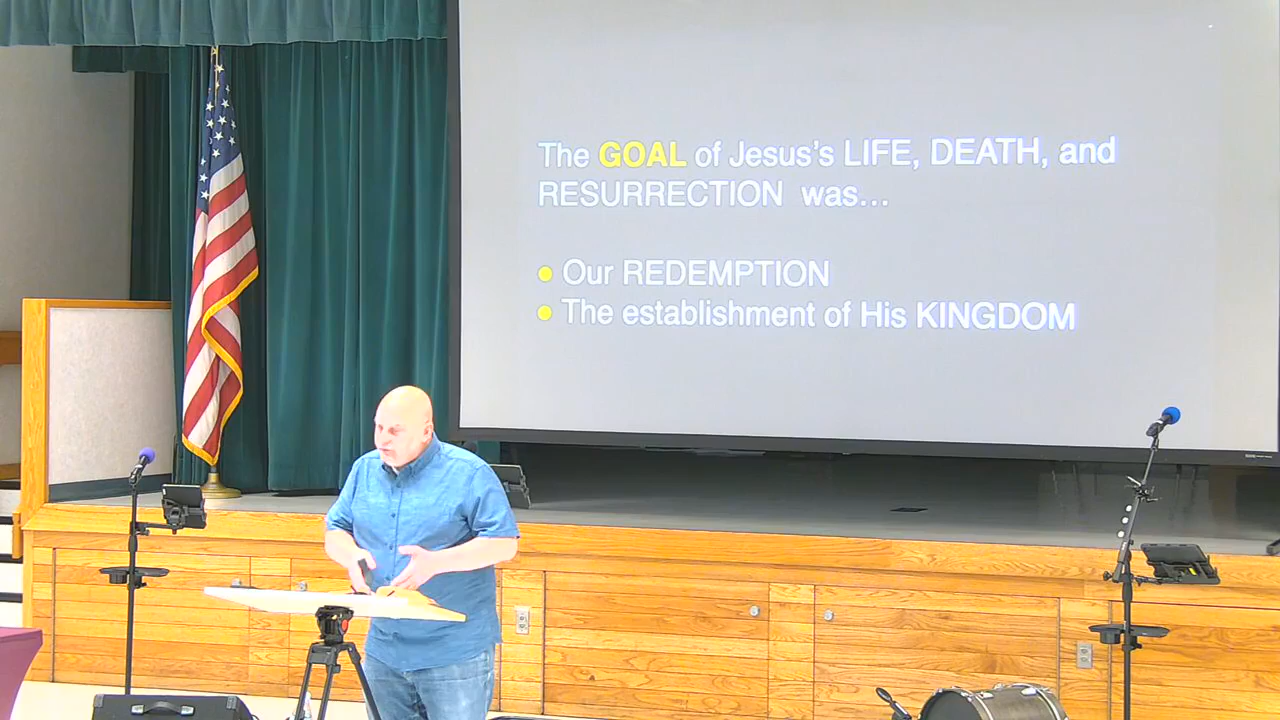 The GOAL of Jesus's LIFE, DEATH, and
RESURRECTION was...
• Our REDEMPTION
• The establishment of His KINGDOM